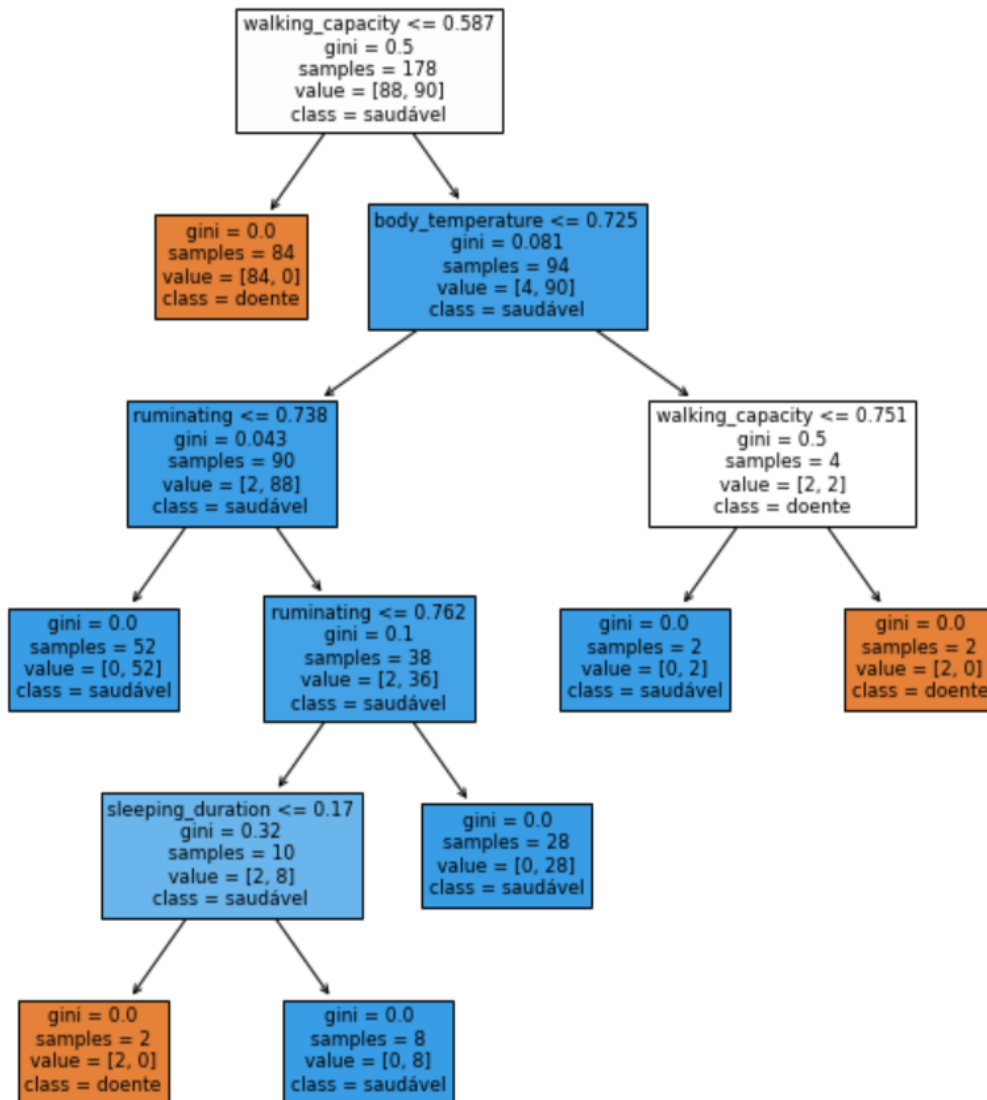 walking_capacity <= 0.587
gini = 0.5
samples = 178
value = [88, 90]
class = saudável
gini = 0.0
samples = 84
value = [84, 0]
class = doente
body_temperature <= 0.725
gini = 0.081
samples = 94
value = [4, 90]
class = saudável
ruminating <= 0.738
gini = 0.043
samples = 90
value = [2, 88]
class = saudável
walking_capacity <= 0.751
gini = 0.5
samples = 4
value = [2, 2]
class = doente
gini = 0.0
samples = 52
value = [0, 52]
class = saudável
ruminating <= 0.762
gini = 0.1
samples = 38
value = [2, 36]
class = saudável
gini = 0.0
samples = 2
value = [0, 2]
class = saudável
gini = 0.0
samples = 2
value = [2, 0]
class = doente
sleeping_duration <= 0.17
gini = 0.32
samples = 10
value = [2, 8]
class = saudável
gini = 0.0
samples = 28
value = [0, 28]
class = saudável
gini = 0.0
samples = 2
value = [2, 0]
class = doente
gini = 0.0
samples = 8
value = [0, 8]
class = saudável